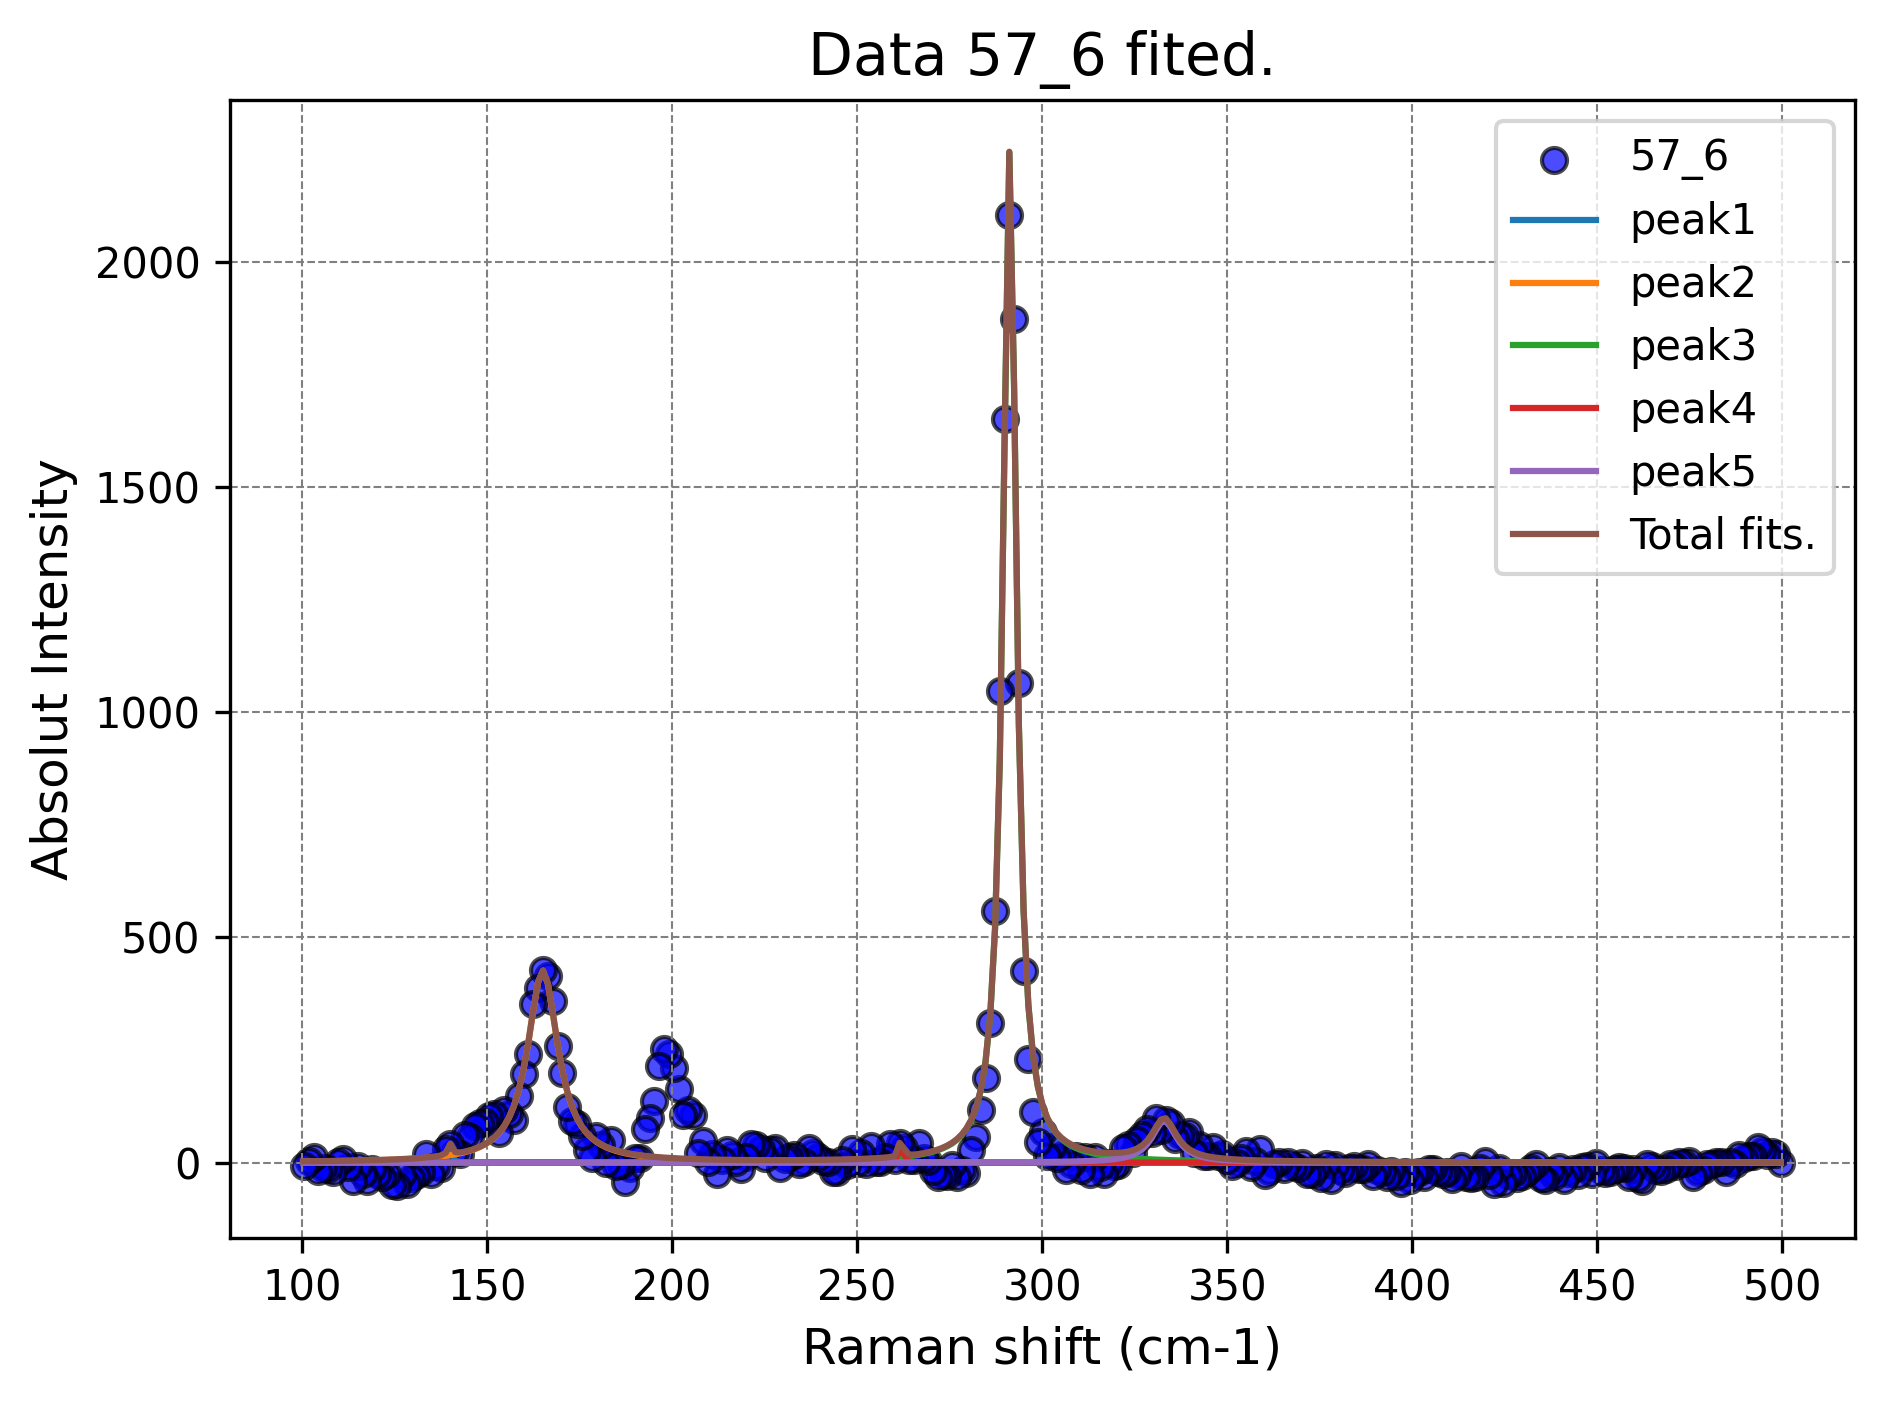 Data 57_6 fited.
57_6
peak1
peak2
peak3
peak4
peak5
Total fits.
Absolut Intensity
2000
1500
1000
500
0
100 150 200 250 300 350 400 450 500
Raman shift (cm-1)